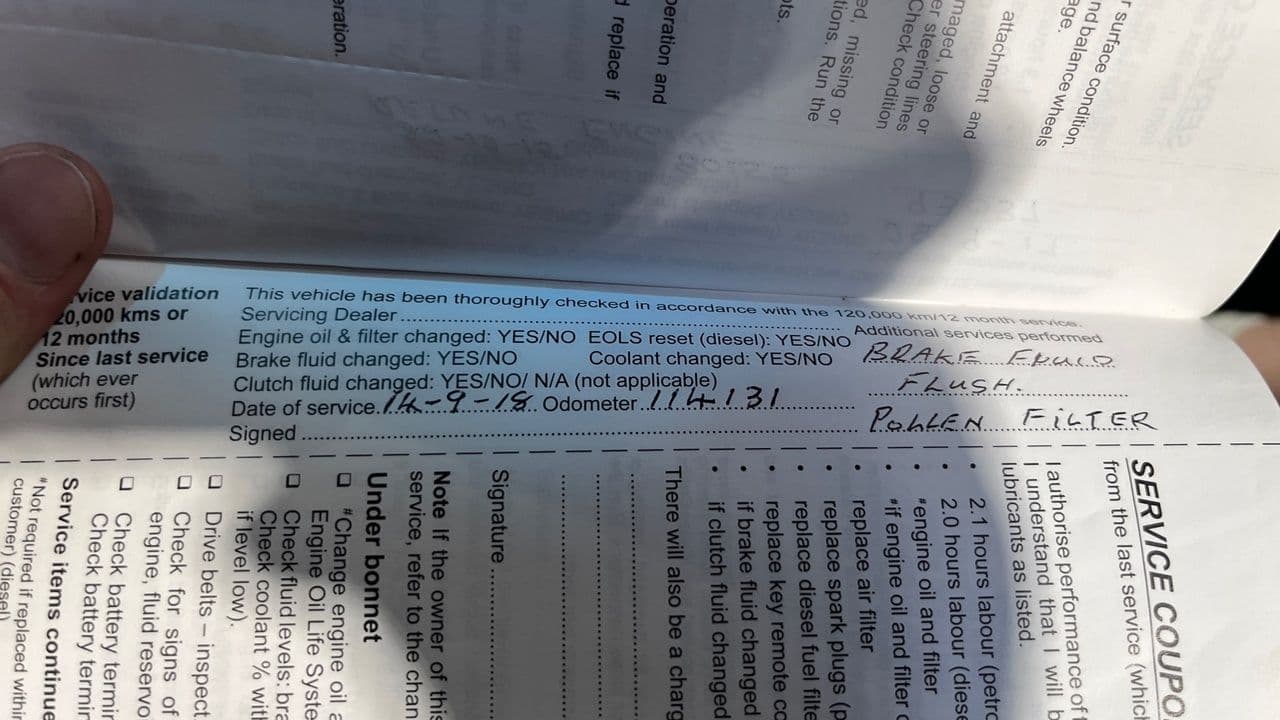 rvice validation
20,000 kms or
12 months
Since last service
(which ever
occurs first)
This vehicle has been thoroughly checked in accordance with the 120,000 km/12 month service.
Servicing Dealer
Engine oil & filter changed: YES/NO EOLS reset (diesel): YES/NO
Brake fluid changed: YES/NO Coolant changed: YES/NO
Clutch fluid changed: YES/NO/ N/A (not applicable)
Date of service 14-9-18 Odometer 114131
Signed
Additional services performed
BRAKE FLUID
FLUSH.
POLLEN FILTER
SERVICE COUPO
from the last service (which
I authorise performance of t
I understand that I will b
lubricants as listed.
• 2.1 hours labour (petro
• 2.0 hours labour (diese
• *engine oil and filter
• *if engine oil and filter c
• replace air filter
• replace spark plugs (p
• replace diesel fuel filte
• replace key remote co
• if brake fluid changed
• if clutch fluid changed
There will also be a charg
Signature
Note If the owner of this
service, refer to the chan
Under bonnet
❑ *Change engine oil a
Engine Oil Life Syste
❑ Check fluid levels: bra
Check coolant % with
if level low).
❑ Drive belts – inspect
❑ Check for signs of
engine, fluid reservo
❑ Check battery termin
Check battery termin
Service items continue
*Not required if replaced within
customer) (diesel)
r surface condition.
nd balance wheels
age.
attachment and
maged, loose or
er steering lines
Check condition
ed, missing or
tions. Run the
ots.
peration and
d replace if
eration.